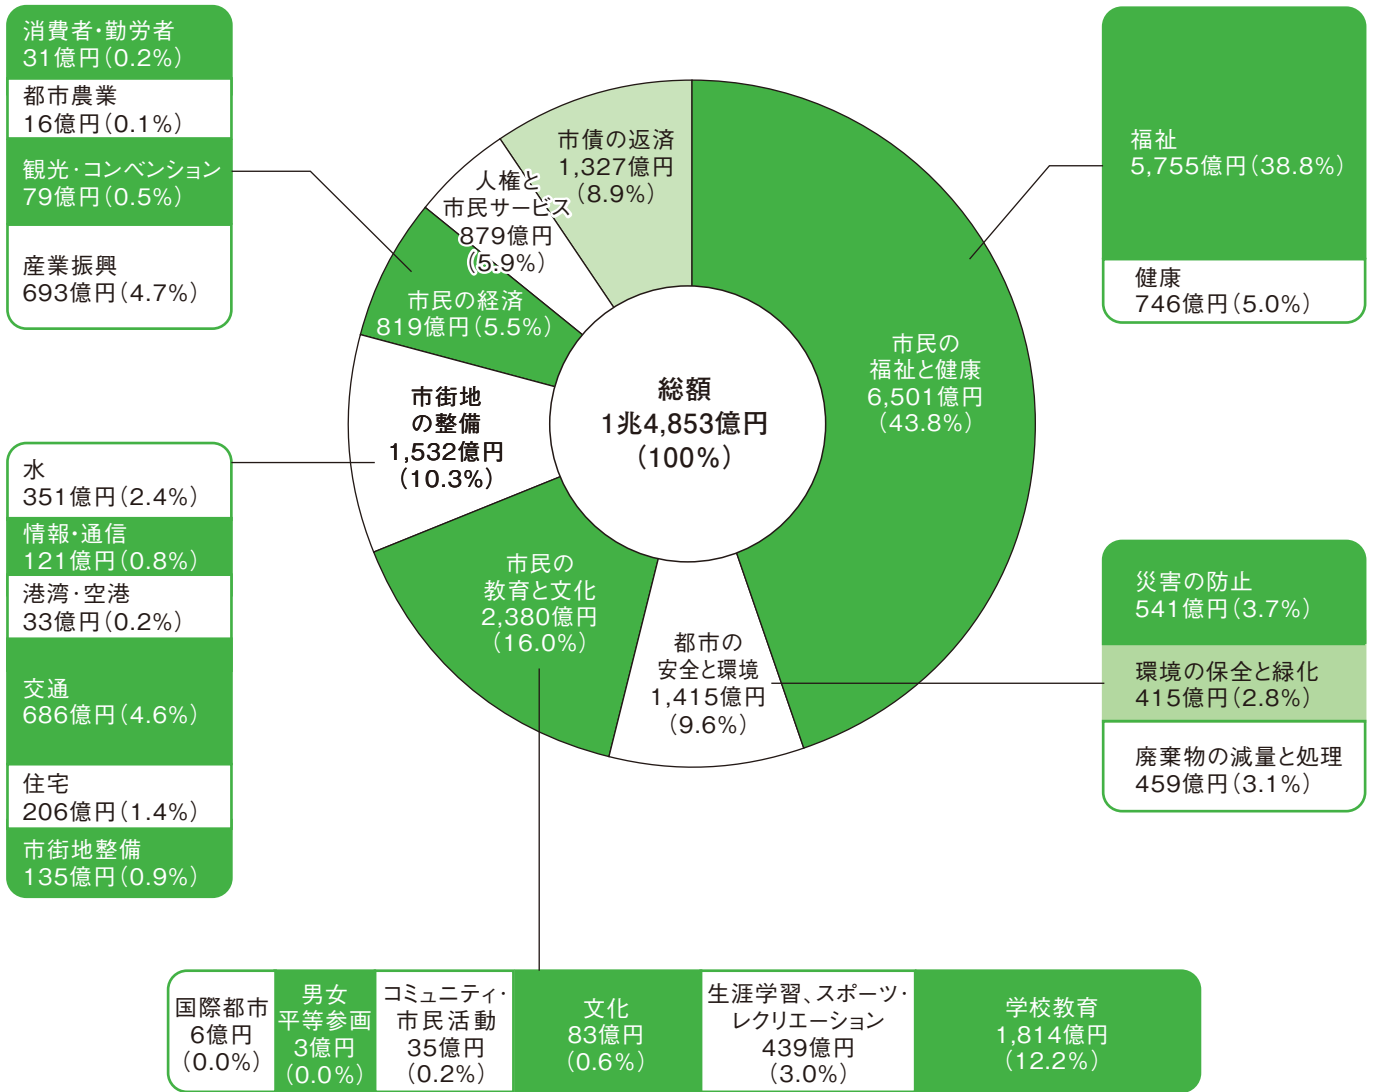 消費者・勤労者
31億円(0.2%)
都市農業
16億円(0.1%)
観光・コンベンション
79億円(0.5%)
産業振興
693億円(4.7%)
水
351億円(2.4%)
情報・通信
121億円(0.8%)
港湾・空港
33億円(0.2%)
交通
686億円(4.6%)
住宅
206億円(1.4%)
市街地整備
135億円(0.9%)
市債の返済
1,327億円
(8.9%)
人権と
市民サービス
879億円
(5.9%)
市民の経済
819億円(5.5%)
市街地
の整備
1,532億円
(10.3%)
総額
1兆4,853億円
(100%)
市民の
福祉と健康
6,501億円
(43.8%)
市民の
教育と文化
2,380億円
(16.0%)
都市の
安全と環境
1,415億円
(9.6%)
福祉
5,755億円(38.8%)
健康
746億円(5.0%)
災害の防止
541億円(3.7%)
環境の保全と緑化
415億円(2.8%)
廃棄物の減量と処理
459億円(3.1%)
国際都市
6億円
(0.0%)
男女
平等参画
3億円
(0.0%)
コミュニティ・
市民活動
35億円
(0.2%)
文化
83億円
(0.6%)
生涯学習、スポーツ・
レクリエーション
439億円
(3.0%)
学校教育
1,814億円
(12.2%)